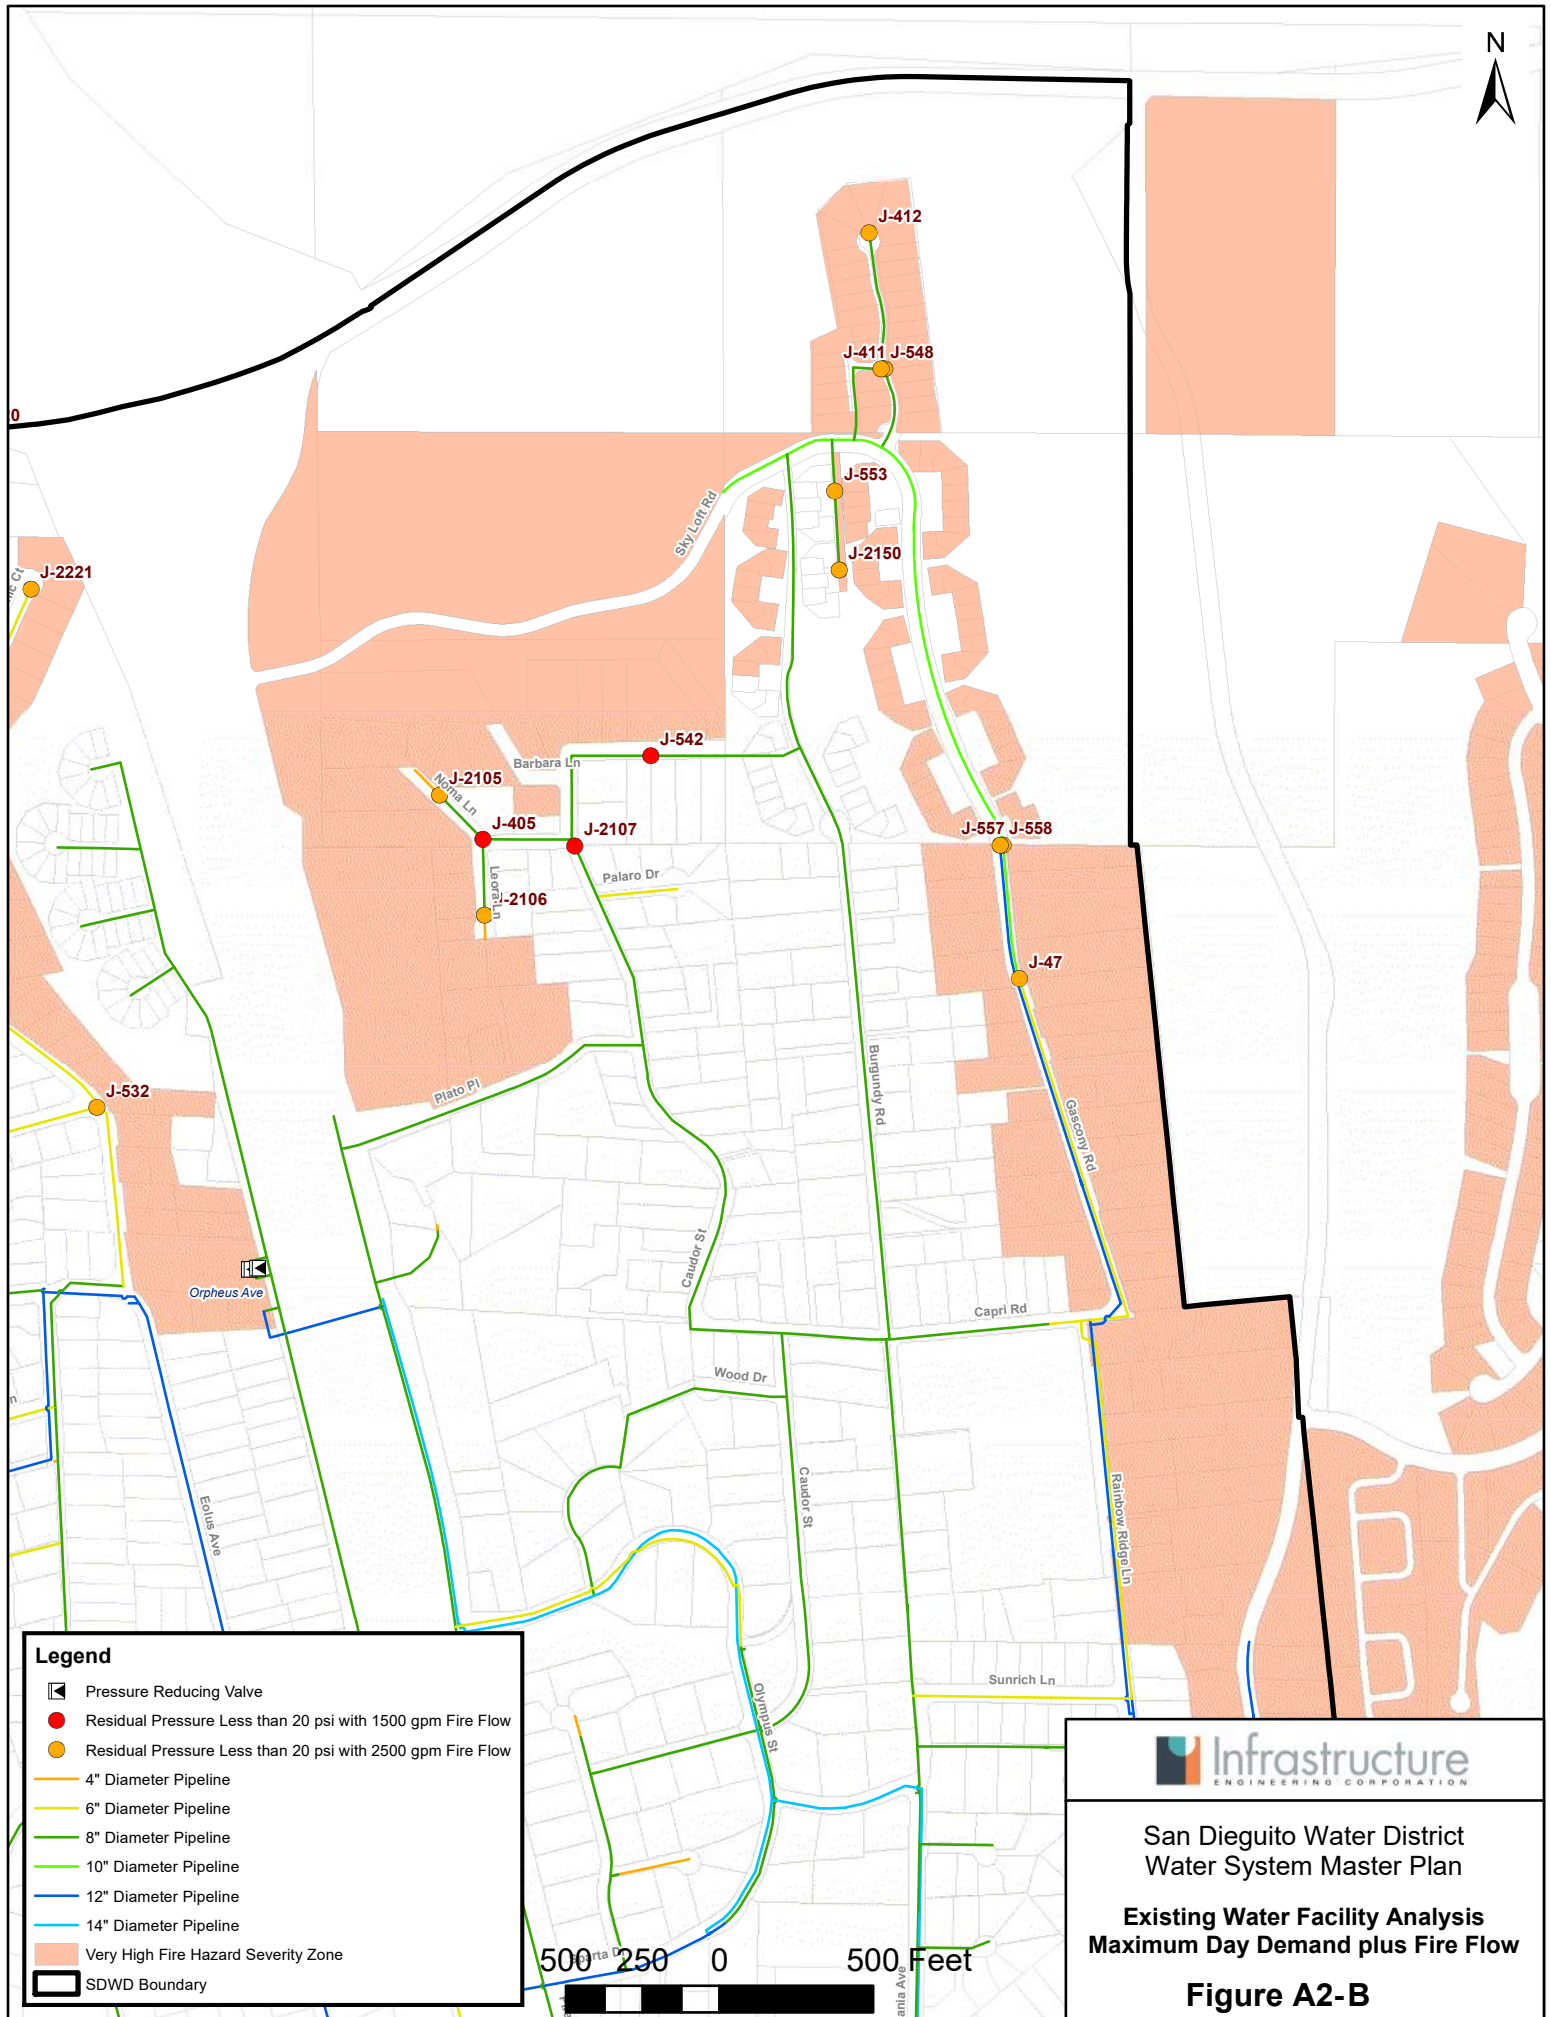 N
J-412
J-411
J-548
J-553
Sky Loft Rd
J-2150
J-2221
J-542
Barbara Ln
J-2105
Noma Ln
J-405
J-2107
J-557
J-558
Palaro Dr
Leora Ln
J-47
Burgundy Rd
Gascony Rd
Plato Pl
J-532
Caudor St
Orpheus Ave
Capri Rd
Wood Dr
Caudor St
Rainbow Ridge Ln
Eolus Ave
Sunrich Ln
Olympus St
Legend
Pressure Reducing Valve
Residual Pressure Less than 20 psi with 1500 gpm Fire Flow
Residual Pressure Less than 20 psi with 2500 gpm Fire Flow
4" Diameter Pipeline
6" Diameter Pipeline
8" Diameter Pipeline
10" Diameter Pipeline
12" Diameter Pipeline
14" Diameter Pipeline
Very High Fire Hazard Severity Zone
SDWD Boundary
500 250 0 500 Feet
Infrastructure
ENGINEERING CORPORATION
San Dieguito Water District
Water System Master Plan
Existing Water Facility Analysis
Maximum Day Demand plus Fire Flow
Figure A2-B